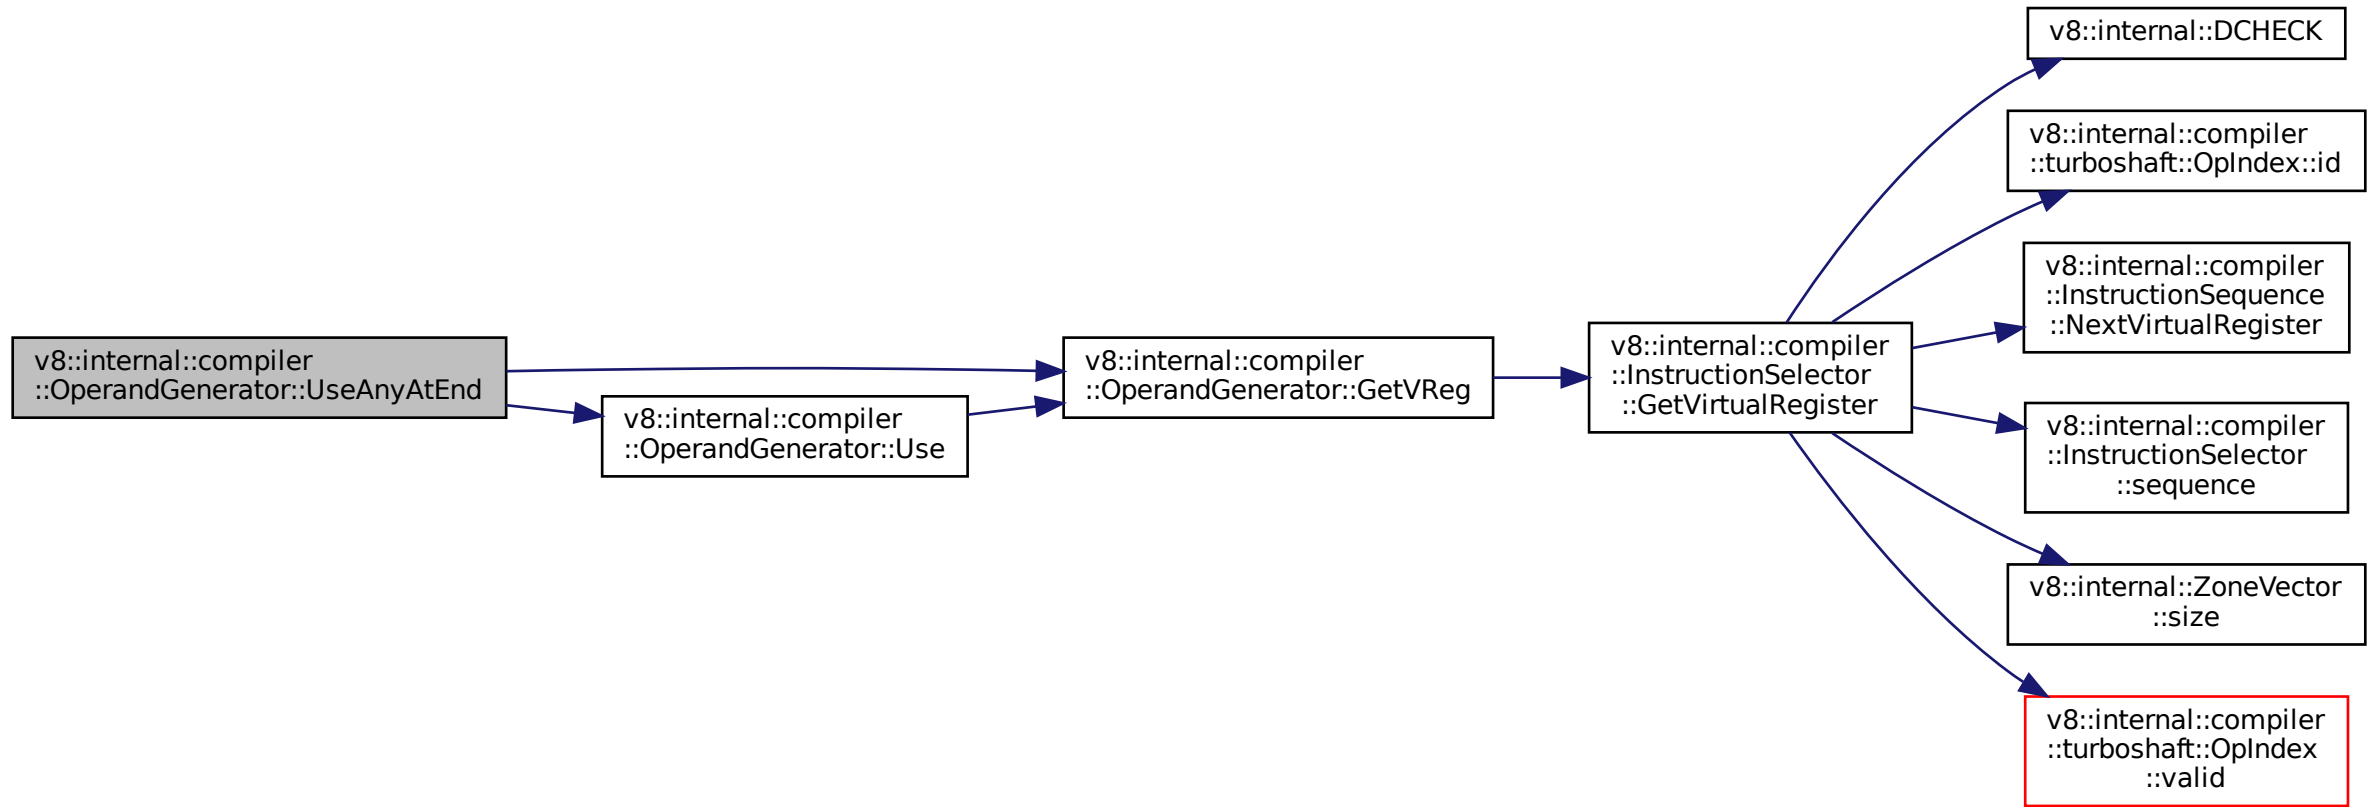 v8::internal::compiler
::OperandGenerator::UseAnyAtEnd
v8::internal::compiler
::OperandGenerator::Use
v8::internal::compiler
::OperandGenerator::GetVReg
v8::internal::compiler
::InstructionSelector
::GetVirtualRegister
v8::internal::DCHECK
v8::internal::compiler
::turboshaft::OpIndex::id
v8::internal::compiler
::InstructionSequence
::NextVirtualRegister
v8::internal::compiler
::InstructionSelector
::sequence
v8::internal::ZoneVector
::size
v8::internal::compiler
::turboshaft::OpIndex
::valid